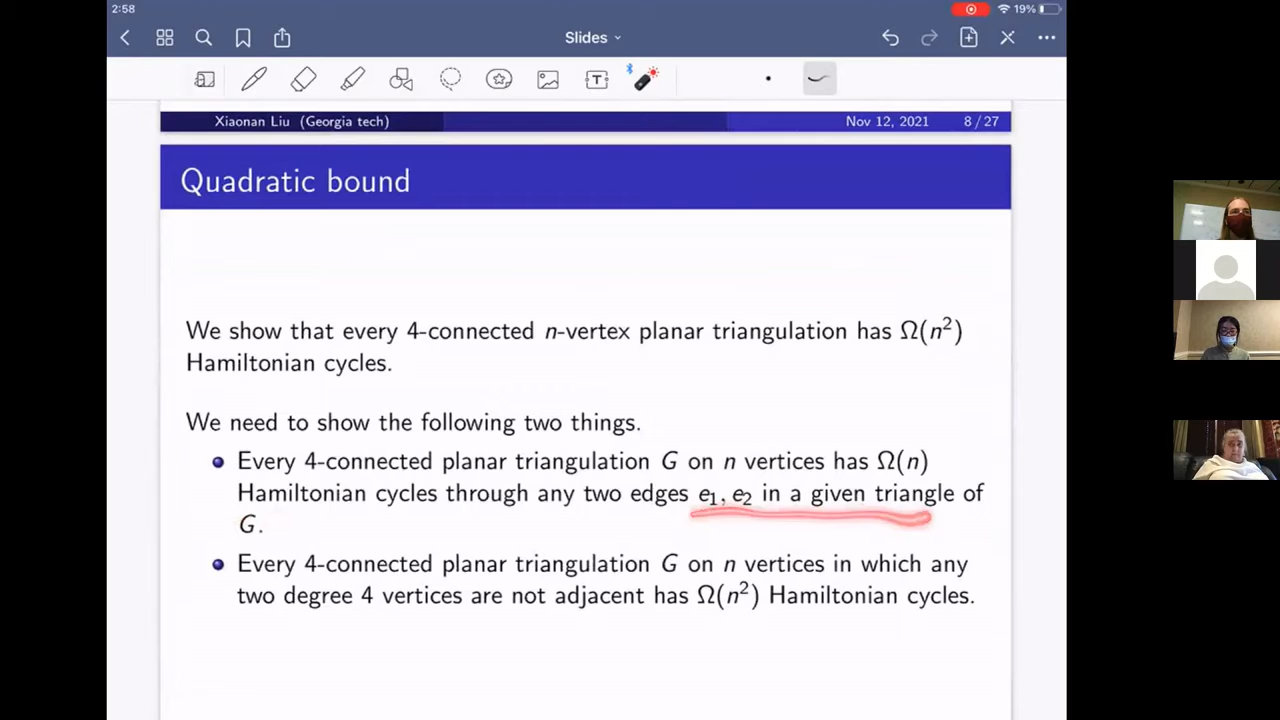 2:58
19%
Slides
T
Xiaonan Liu (Georgia tech)
Nov 12, 2021
8 / 27
Quadratic bound
We show that every 4-connected n-vertex planar triangulation has Ω(n²)
Hamiltonian cycles.
We need to show the following two things.
Every 4-connected planar triangulation G on n vertices has Ω(n)
Hamiltonian cycles through any two edges e₁, e₂ in a given triangle of
G.
Every 4-connected planar triangulation G on n vertices in which any
two degree 4 vertices are not adjacent has Ω(n²) Hamiltonian cycles.